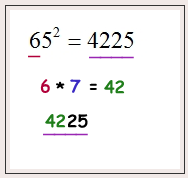 65² = 4225
6 * 7 = 42
4225